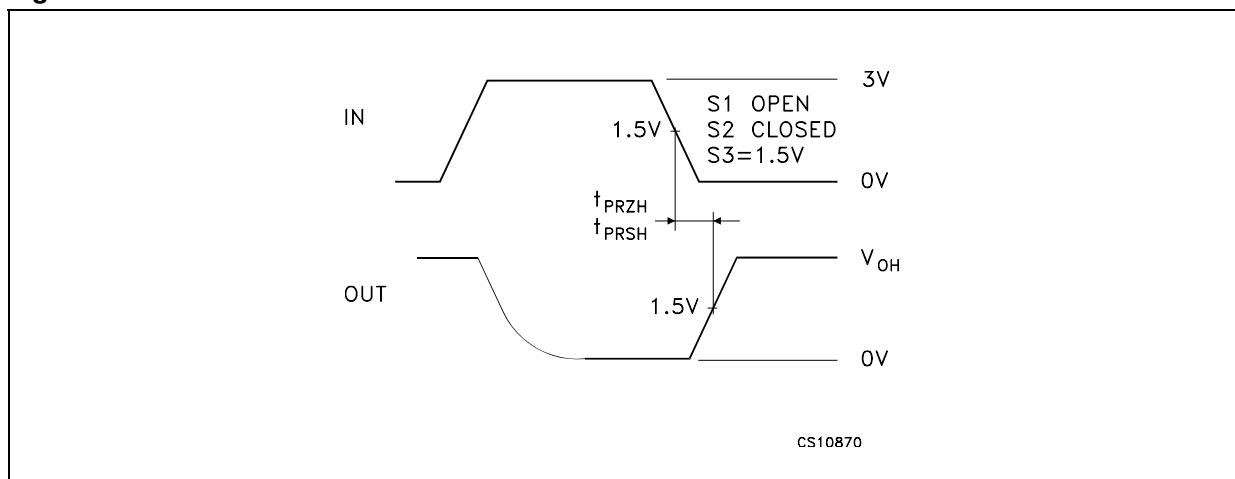 3V
IN
S1 OPEN
1.5V
S2 CLOSED
S3=1.5V
0V
tPRZH
tPRSH
VOH
OUT
1.5V
0V
CS10870